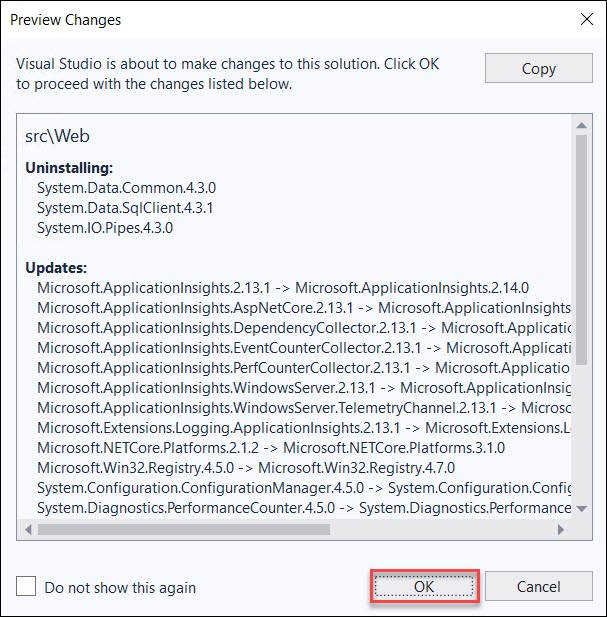 Preview Changes
Visual Studio is about to make changes to this solution. Click OK
to proceed with the changes listed below.
Copy
src\Web
Uninstalling:
System.Data.Common.4.3.0
System.Data.SqlClient.4.3.1
System.IO.Pipes.4.3.0
Updates:
Microsoft.ApplicationInsights.2.13.1 -> Microsoft.ApplicationInsights.2.14.0
Microsoft.ApplicationInsights.AspNetCore.2.13.1 -> Microsoft.ApplicationInsights
Microsoft.ApplicationInsights.DependencyCollector.2.13.1 -> Microsoft.Applicatio
Microsoft.ApplicationInsights.EventCounterCollector.2.13.1 -> Microsoft.Applicati
Microsoft.ApplicationInsights.PerfCounterCollector.2.13.1 -> Microsoft.Application
Microsoft.ApplicationInsights.WindowsServer.2.13.1 -> Microsoft.ApplicationInsig
Microsoft.ApplicationInsights.WindowsServer.TelemetryChannel.2.13.1 -> Microsc
Microsoft.Extensions.Logging.ApplicationInsights.2.13.1 -> Microsoft.Extensions.L
Microsoft.NETCore.Platforms.2.1.2 -> Microsoft.NETCore.Platforms.3.1.0
Microsoft.Win32.Registry.4.5.0 -> Microsoft.Win32.Registry.4.7.0
System.Configuration.ConfigurationManager.4.5.0 -> System.Configuration.Config
System.Diagnostics.PerformanceCounter.4.5.0 -> System.Diagnostics.Performance
Do not show this again
OK
Cancel